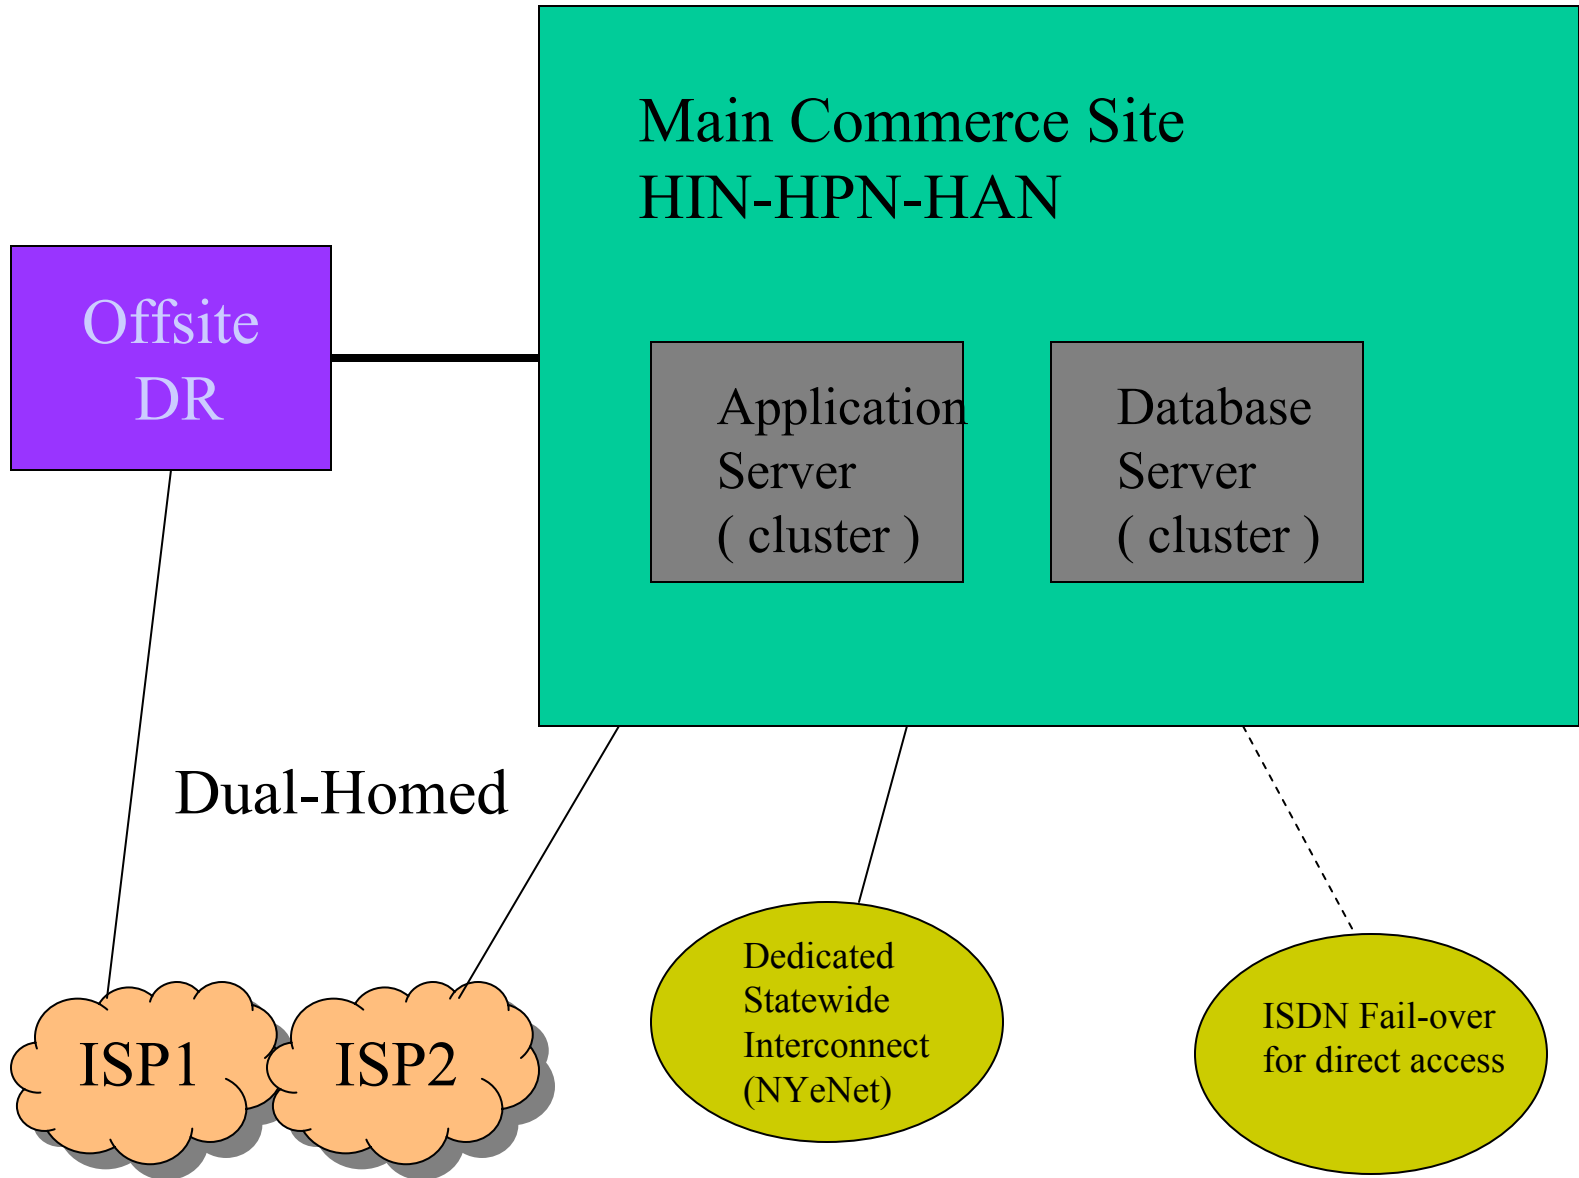 Main Commerce Site
HIN-HPN-HAN
Offsite
DR
Application
Server
( cluster )
Database
Server
( cluster )
Dual-Homed
ISP1
ISP2
Dedicated
Statewide
Interconnect
(NYeNet)
ISDN Fail-over
for direct access